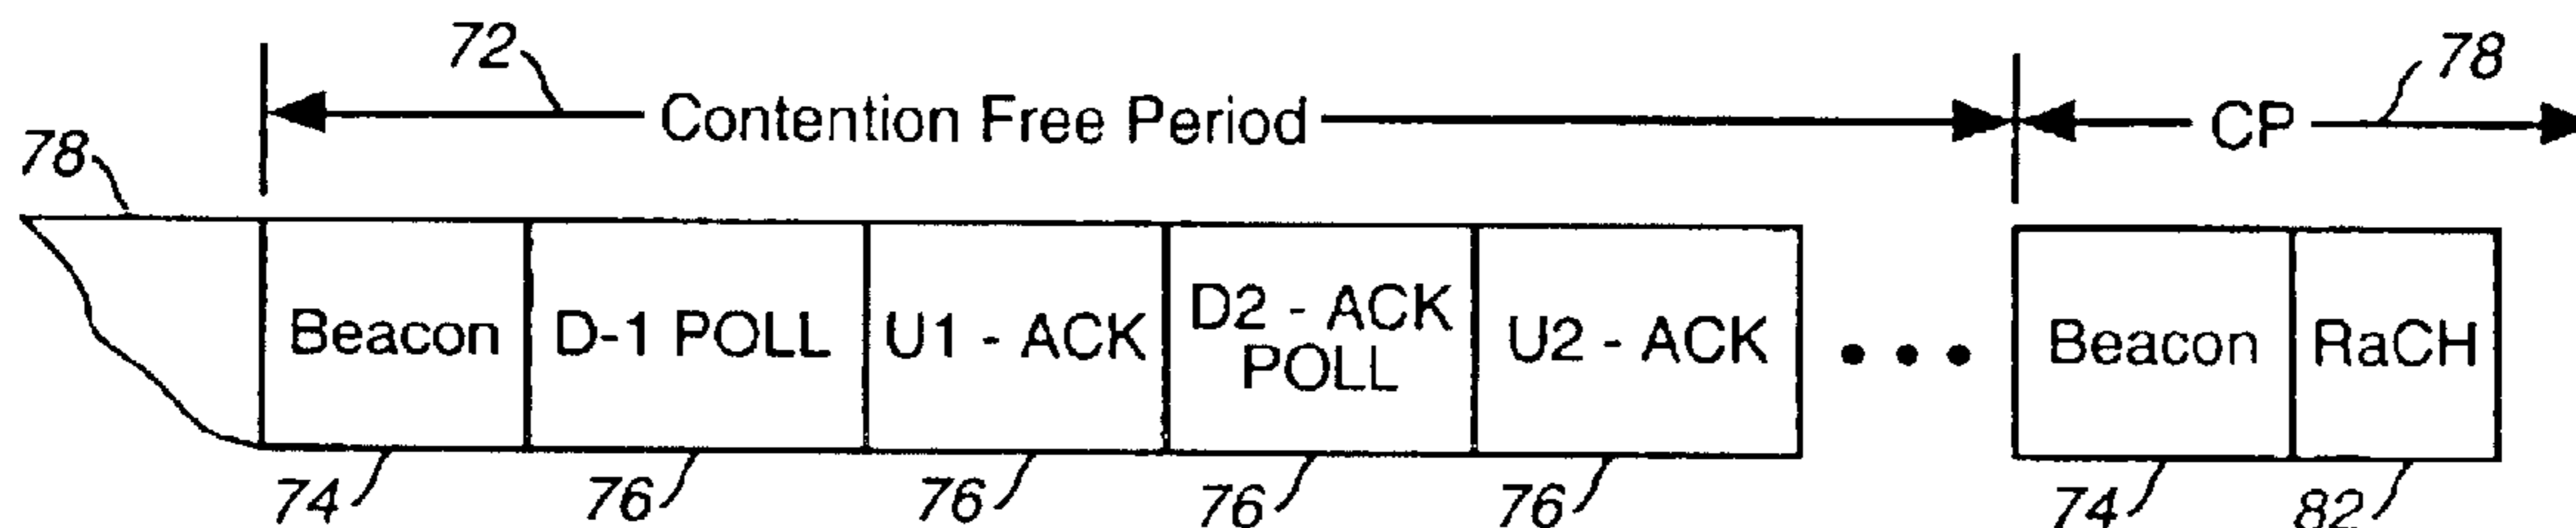 72
78
Contention Free Period
CP
78
Beacon
D-1 POLL
U1 - ACK
D2 - ACK
POLL
U2 - ACK
Beacon
RaCH
74
76
76
76
76
74
82